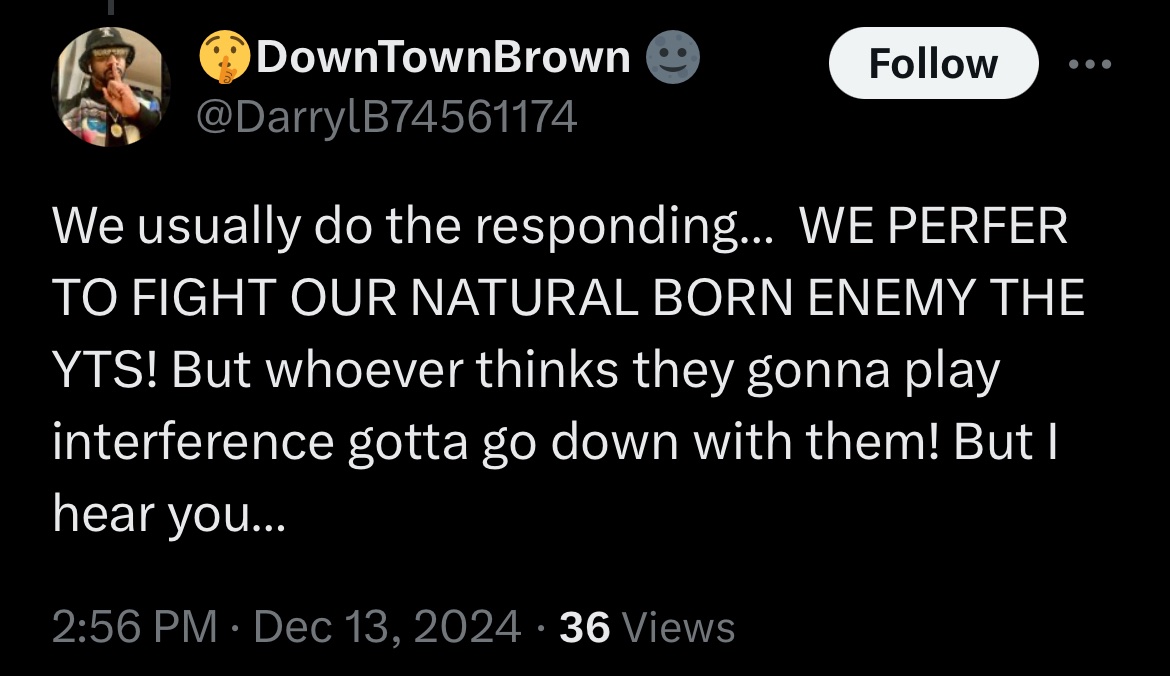 🤫DownTownBrown 🌚
Follow
@DarrylB74561174
We usually do the responding...  WE PERFER
TO FIGHT OUR NATURAL BORN ENEMY THE
YTS! But whoever thinks they gonna play
interference gotta go down with them! But I
hear you...
2:56 PM · Dec 13, 2024 · 36 Views